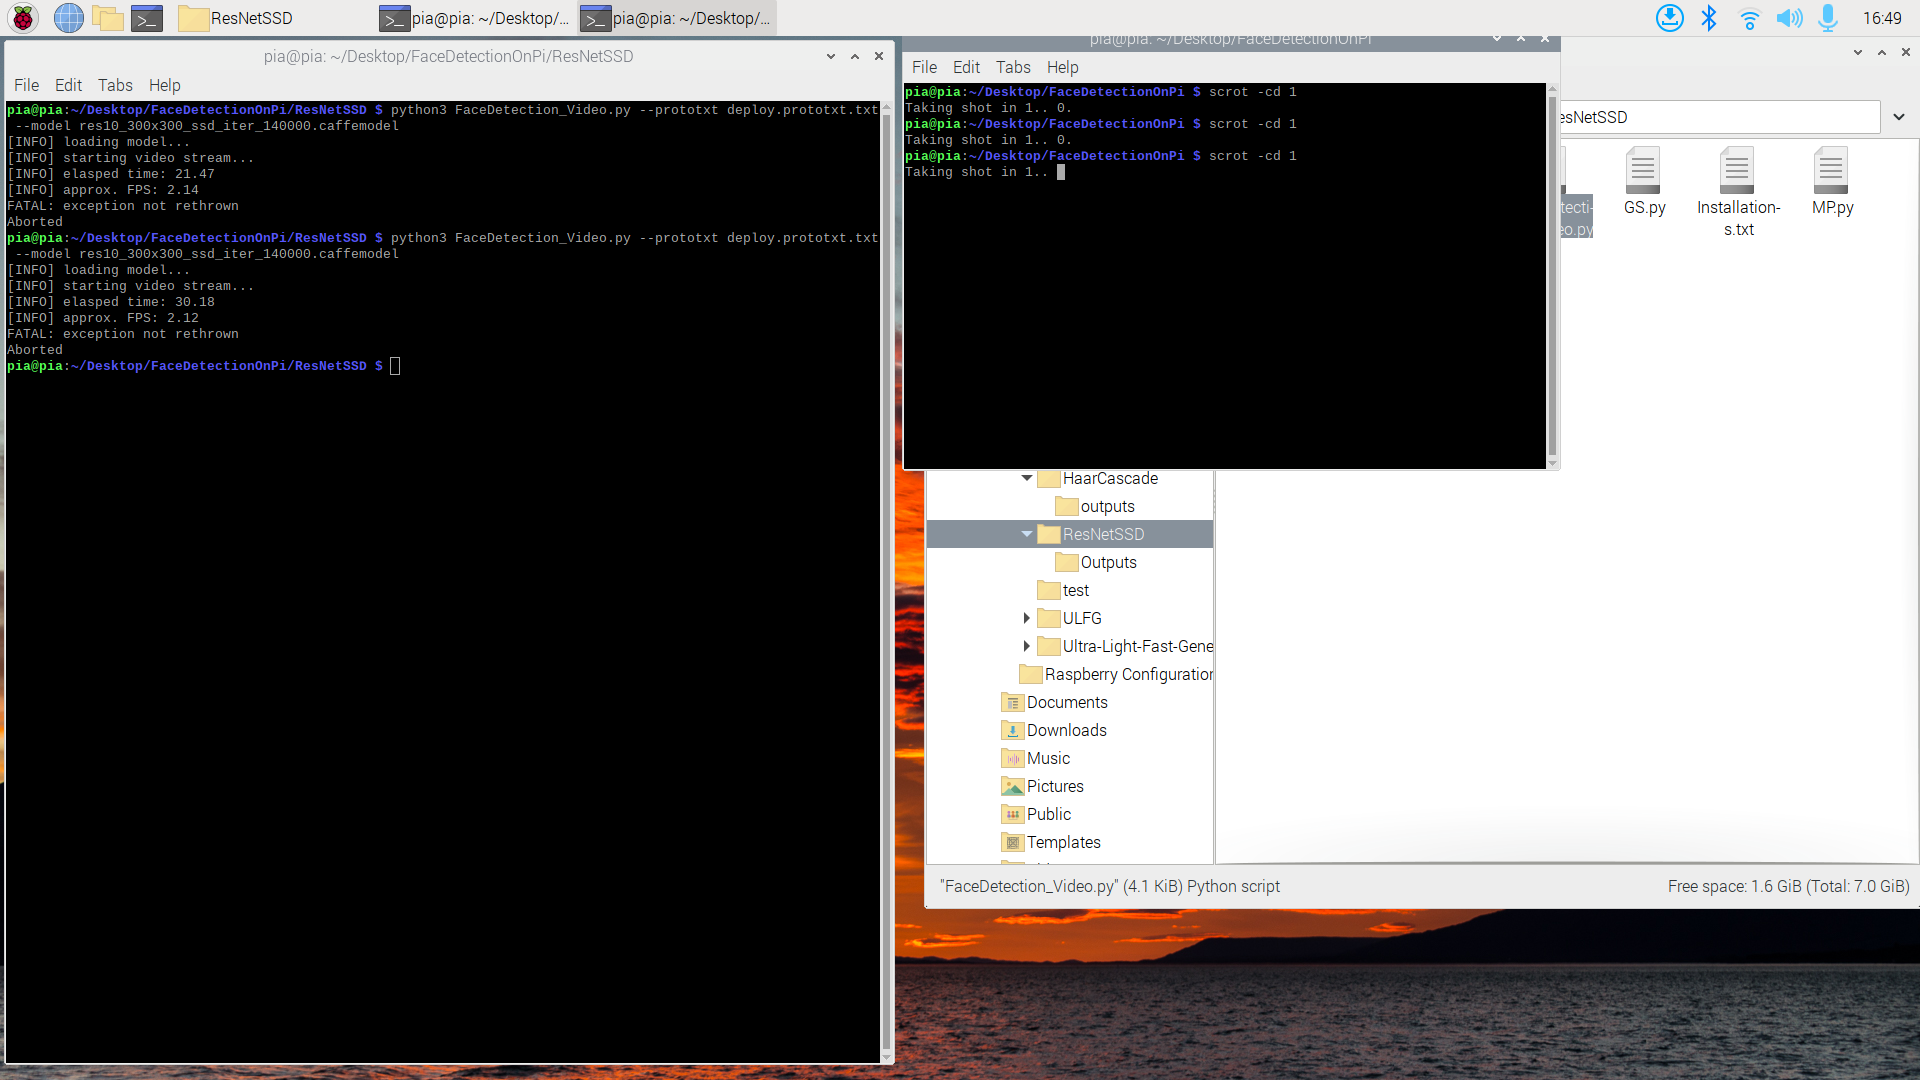 ResNetSSD
pia@pia: ~/Desktop/...
pia@pia: ~/Desktop/...
16:49
pia@pia: ~/Desktop/FaceDetectionOnPi/ResNetSSD
File Edit Tabs Help
pia@pia:~/Desktop/FaceDetectionOnPi/ResNetSSD $ python3 FaceDetection_Video.py --prototxt deploy.prototxt.txt
--model res10_300x300_ssd_iter_140000.caffemodel
[INFO] loading model...
[INFO] starting video stream...
[INFO] elasped time: 21.47
[INFO] approx. FPS: 2.14
FATAL: exception not rethrown
Aborted
pia@pia:~/Desktop/FaceDetectionOnPi/ResNetSSD $ python3 FaceDetection_Video.py --prototxt deploy.prototxt.txt
--model res10_300x300_ssd_iter_140000.caffemodel
[INFO] loading model...
[INFO] starting video stream...
[INFO] elasped time: 30.18
[INFO] approx. FPS: 2.12
FATAL: exception not rethrown
Aborted
pia@pia:~/Desktop/FaceDetectionOnPi/ResNetSSD $
pia@pia: ~/Desktop/FaceDetectionOnPi
File Edit Tabs Help
pia@pia:~/Desktop/FaceDetectionOnPi $ scrot -cd 1
Taking shot in 1.. 0.
pia@pia:~/Desktop/FaceDetectionOnPi $ scrot -cd 1
Taking shot in 1.. 0.
pia@pia:~/Desktop/FaceDetectionOnPi $ scrot -cd 1
Taking shot in 1..
esNetSSD
tecti-
eo.py
GS.py
Installation-
s.txt
MP.py
HaarCascade
outputs
ResNetSSD
Outputs
test
ULFG
Ultra-Light-Fast-Gene
Raspberry Configuration
Documents
Downloads
Music
Pictures
Public
Templates
"FaceDetection_Video.py" (4.1 KiB) Python script
Free space: 1.6 GiB (Total: 7.0 GiB)